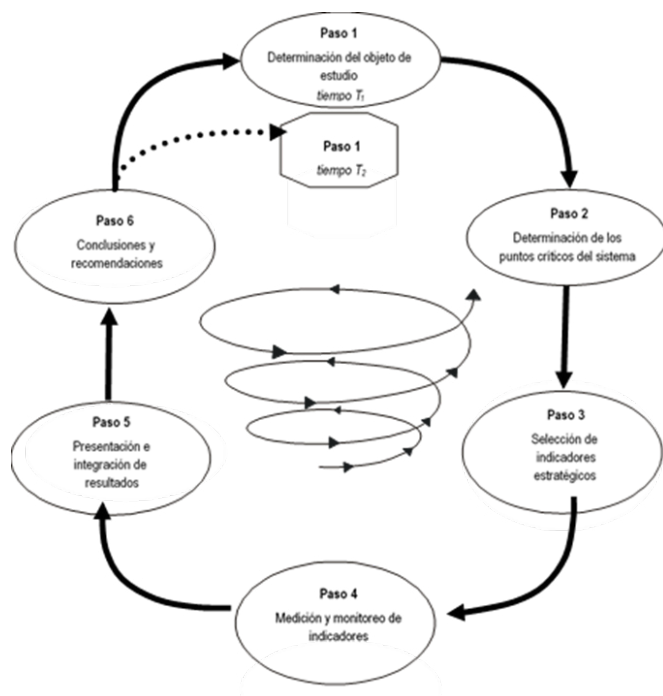 Paso 1
Determinación del objeto de
estudio
tiempo T₁
Paso 1
tiempo T₂
Paso 2
Determinación de los
puntos críticos del sistema
Paso 3
Selección de
indicadores
estratégicos
Paso 4
Medición y monitoreo de
indicadores
Paso 5
Presentación e
integración de
resultados
Paso 6
Conclusiones y
recomendaciones